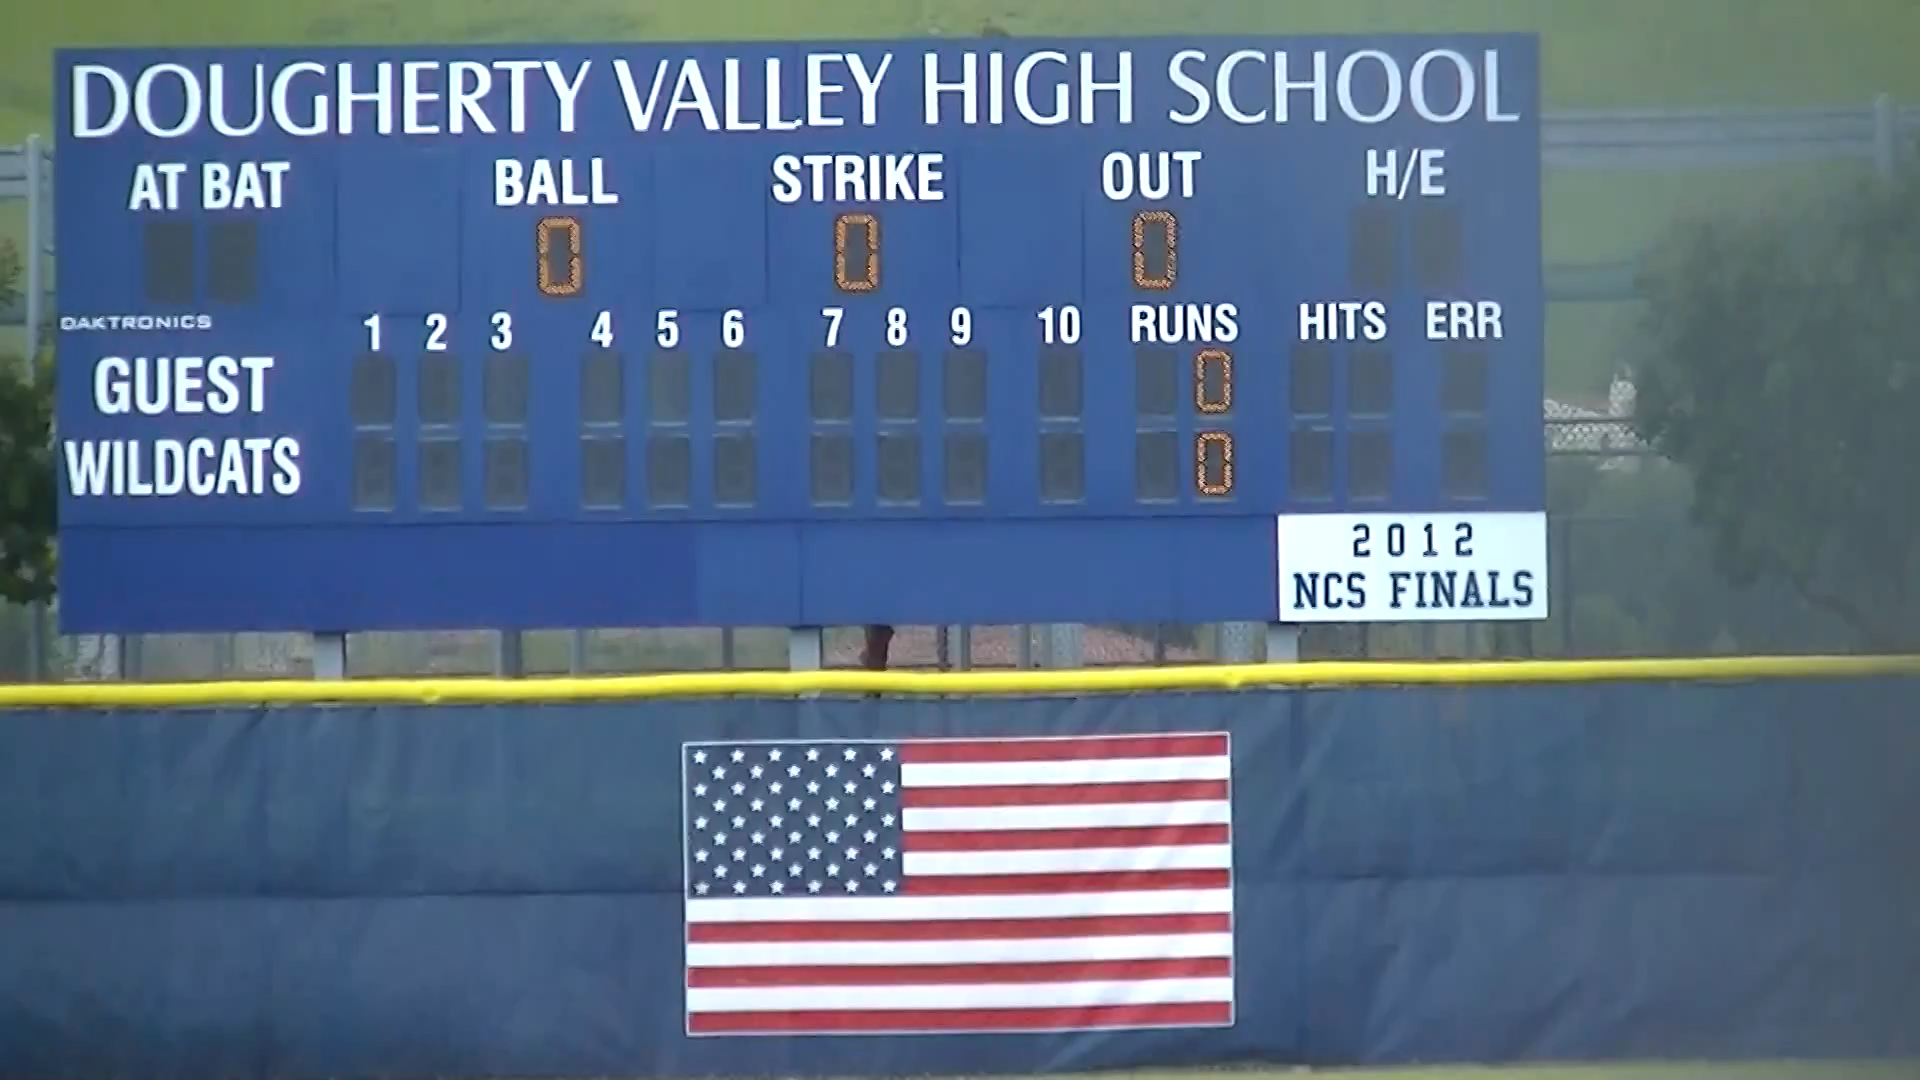 DOUGHERTY VALLEY HIGH SCHOOL
AT BAT BALL STRIKE OUT H/E
0 0 0
DAKTRONICS 1 2 3 4 5 6 7 8 9 10 RUNS HITS ERR
GUEST 0
WILDCATS 0
2012
NCS FINALS